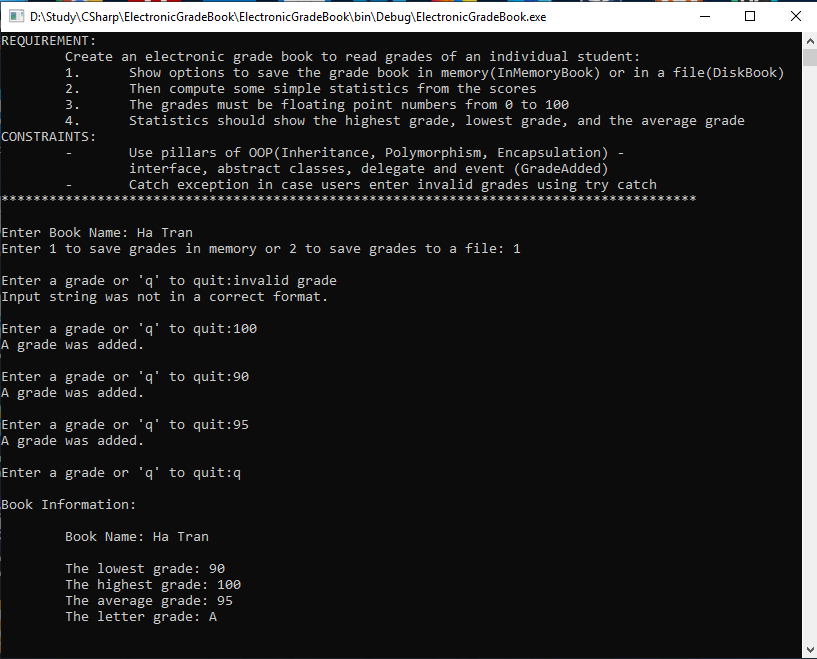 D:\Study\CSharp\ElectronicGradeBook\ElectronicGradeBook\bin\Debug\ElectronicGradeBook.exe
REQUIREMENT:
Create an electronic grade book to read grades of an individual student:
1. Show options to save the grade book in memory(InMemoryBook) or in a file(DiskBook)
2. Then compute some simple statistics from the scores
3. The grades must be floating point numbers from 0 to 100
4. Statistics should show the highest grade, lowest grade, and the average grade
CONSTRAINTS:
- Use pillars of OOP(Inheritance, Polymorphism, Encapsulation) -
interface, abstract classes, delegate and event (GradeAdded)
- Catch exception in case users enter invalid grades using try catch
***************************************************************************************
Enter Book Name: Ha Tran
Enter 1 to save grades in memory or 2 to save grades to a file: 1
Enter a grade or 'q' to quit:invalid grade
Input string was not in a correct format.
Enter a grade or 'q' to quit:100
A grade was added.
Enter a grade or 'q' to quit:90
A grade was added.
Enter a grade or 'q' to quit:95
A grade was added.
Enter a grade or 'q' to quit:q
Book Information:
Book Name: Ha Tran
The lowest grade: 90
The highest grade: 100
The average grade: 95
The letter grade: A